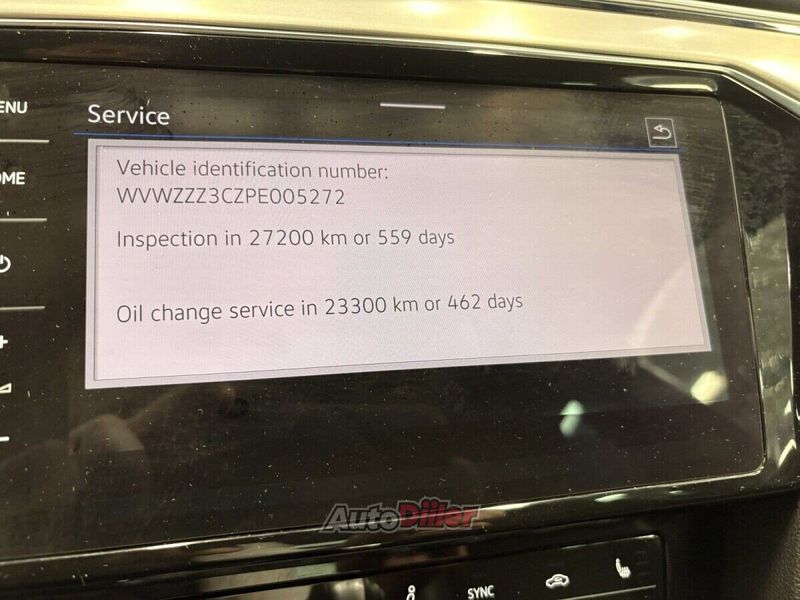 ENU
Service
OME
Vehicle identification number:
WVWZZZ3CZPE005272
Inspection in 27200 km or 559 days
Oil change service in 23300 km or 462 days
+
-
AutoDiller
SYNC